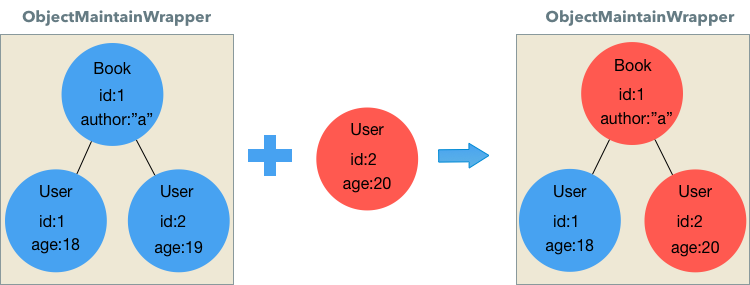 ObjectMaintainWrapper
Book
id:1
author:”a”
User
id:1
age:18
User
id:2
age:19
User
id:2
age:20
ObjectMaintainWrapper
Book
id:1
author:”a”
User
id:1
age:18
User
id:2
age:20